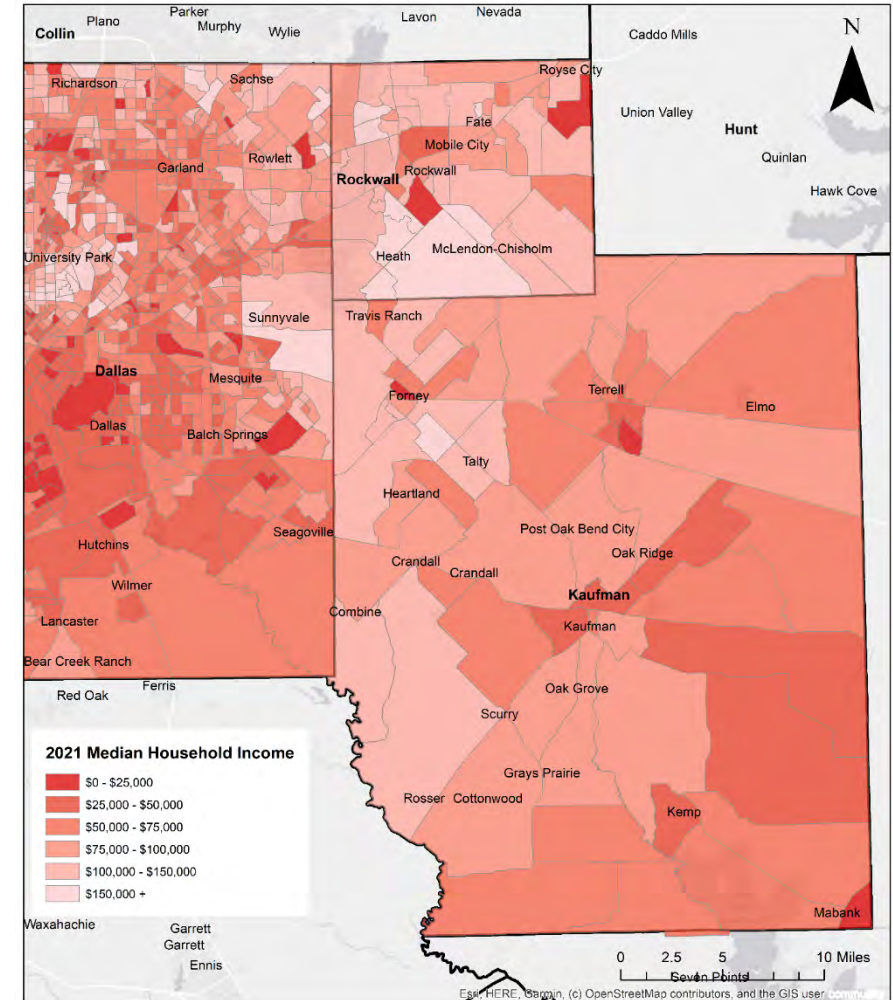 Parker
Plano
Murphy
Collin
Wylie
Lavon
Nevada
Caddo Mills
N
Richardson
Sachse
Royse City
Union Valley
Fate
Hunt
Mobile City
Garland
Rowlett
Rockwall
Rockwall
Quinlan
Hawk Cove
University Park
Heath
McLendon-Chisholm
Sunnyvale
Travis Ranch
Dallas
Mesquite
Forney
Terrell
Elmo
Dallas
Balch Springs
Talty
Heartland
Seagoville
Post Oak Bend City
Hutchins
Oak Ridge
Crandall
Crandall
Wilmer
Kaufman
Combine
Lancaster
Kaufman
Bear Creek Ranch
Ferris
Red Oak
Oak Grove
Scurry
2021 Median Household Income
$0 - $25,000
$25,000 - $50,000
$50,000 - $75,000
$75,000 - $100,000
$100,000 - $150,000
$150,000 +
Grays Prairie
Rosser
Cottonwood
Kemp
Mabank
Waxahachie
Garrett
Garrett
Ennis
0 2.5 5 10 Miles
Seven Points
Esri, HERE, Garmin, (c) OpenStreetMap contributors, and the GIS user community